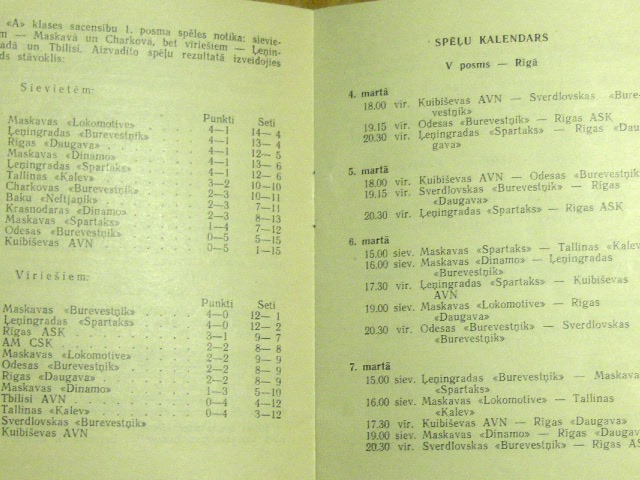 «A» klases sacensību 1. posma spēles notika: sievie-
m — Maskavā un Charkovā, bet vīriešiem — Ļenin-
adā un Tbilisi. Aizvadīto spēļu rezultātā izveidojies
ds stāvoklis:
Sievietēm:
Punkti Seti
Maskavas «Lokomotive» 4—1 14— 4
Ļeningradas «Burevestņik» 4—1 13— 4
Rīgas «Daugava» 4—1 12— 5
Maskavas «Dinamo» 4—1 13— 6
Ļeningradas «Spartaks» 4—1 12— 6
Tallinas «Kalev» 3—2 10—10
Charkovas «Burevestņik» 2—3 10—11
Baku «Neftjaņik» 2—3 7—11
Krasnodaras «Dinamo» 2—3 8—13
Maskavas «Spartaks» 1—4 7—12
Odesas «Burevestņik» 0—5 5—15
Kuibiševas AVN 0—5 1—15
Vīriešiem:
Punkti Seti
Maskavas «Burevestņik» 4—0 12— 1
Ļeningradas «Spartaks» 4—0 12— 2
Rīgas ASK 3—1 9— 7
AM CSK 2—2 8— 8
Maskavas «Lokomotive» 2—2 9— 9
Odesas «Burevestņik» 2—2 8— 9
Rīgas «Daugava» 2—2 8— 9
Maskavas «Dinamo» 1—3 5—10
Tbilisi AVN 0—4 4—12
Tallinas «Kalev» 0—4 3—12
Sverdlovskas «Burevestņik»
Kuibiševas AVN
SPĒĻU KALENDARS
V posms — Rīgā
4. martā
18.00 vīr. Kuibiševas AVN — Sverdlovskas «Bure-
vestņik»
19.15 vīr. Odesas «Burevestņik» — Rīgas ASK
20.30 vīr. Ļeningradas «Spartaks» — Rīgas «Dau-
gava»
5. martā
18.00 vīr. Kuibiševas AVN — Odesas «Burevestņik»
19.15 vīr. Sverdlovskas «Burevestņik» — Rīgas
«Daugava»
20.30 vīr. Ļeningradas «Spartaks» — Rīgas ASK
6. martā
15.00 siev. Maskavas «Spartaks» — Tallinas «Kalev»
16.00 siev. Maskavas «Dinamo» — Ļeningradas
«Burevestņik»
17.30 vīr. Ļeningradas «Spartaks» — Kuibiševas
AVN
19.00 siev. Maskavas «Lokomotive» — Rīgas
«Daugava»
20.30 vīr. Odesas «Burevestņik» — Sverdlovskas
«Burevestņik»
7. martā
15.00 siev. Ļeningradas «Burevestņik» — Maskavas
«Spartaks»
16.00 siev. Maskavas «Lokomotive» — Tallinas
«Kalev»
17.30 vīr. Kuibiševas AVN — Rīgas «Daugava»
19.00 siev. Maskavas «Dinamo» — Rīgas «Daugava»
20.30 vīr. Sverdlovskas «Burevestņik» — Rīgas AS